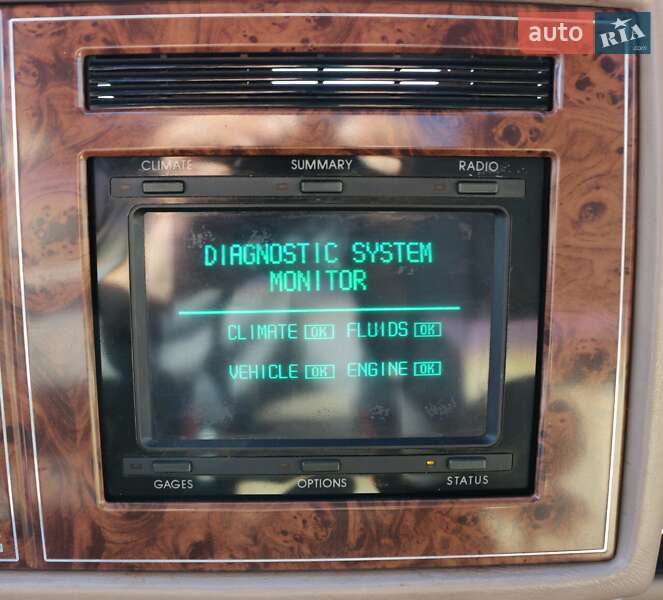 auto RIA.com
CLIMATE SUMMARY RADIO
DIAGNOSTIC SYSTEM
MONITOR
CLIMATE OK FLUIDS OK
VEHICLE OK ENGINE OK
GAGES OPTIONS STATUS